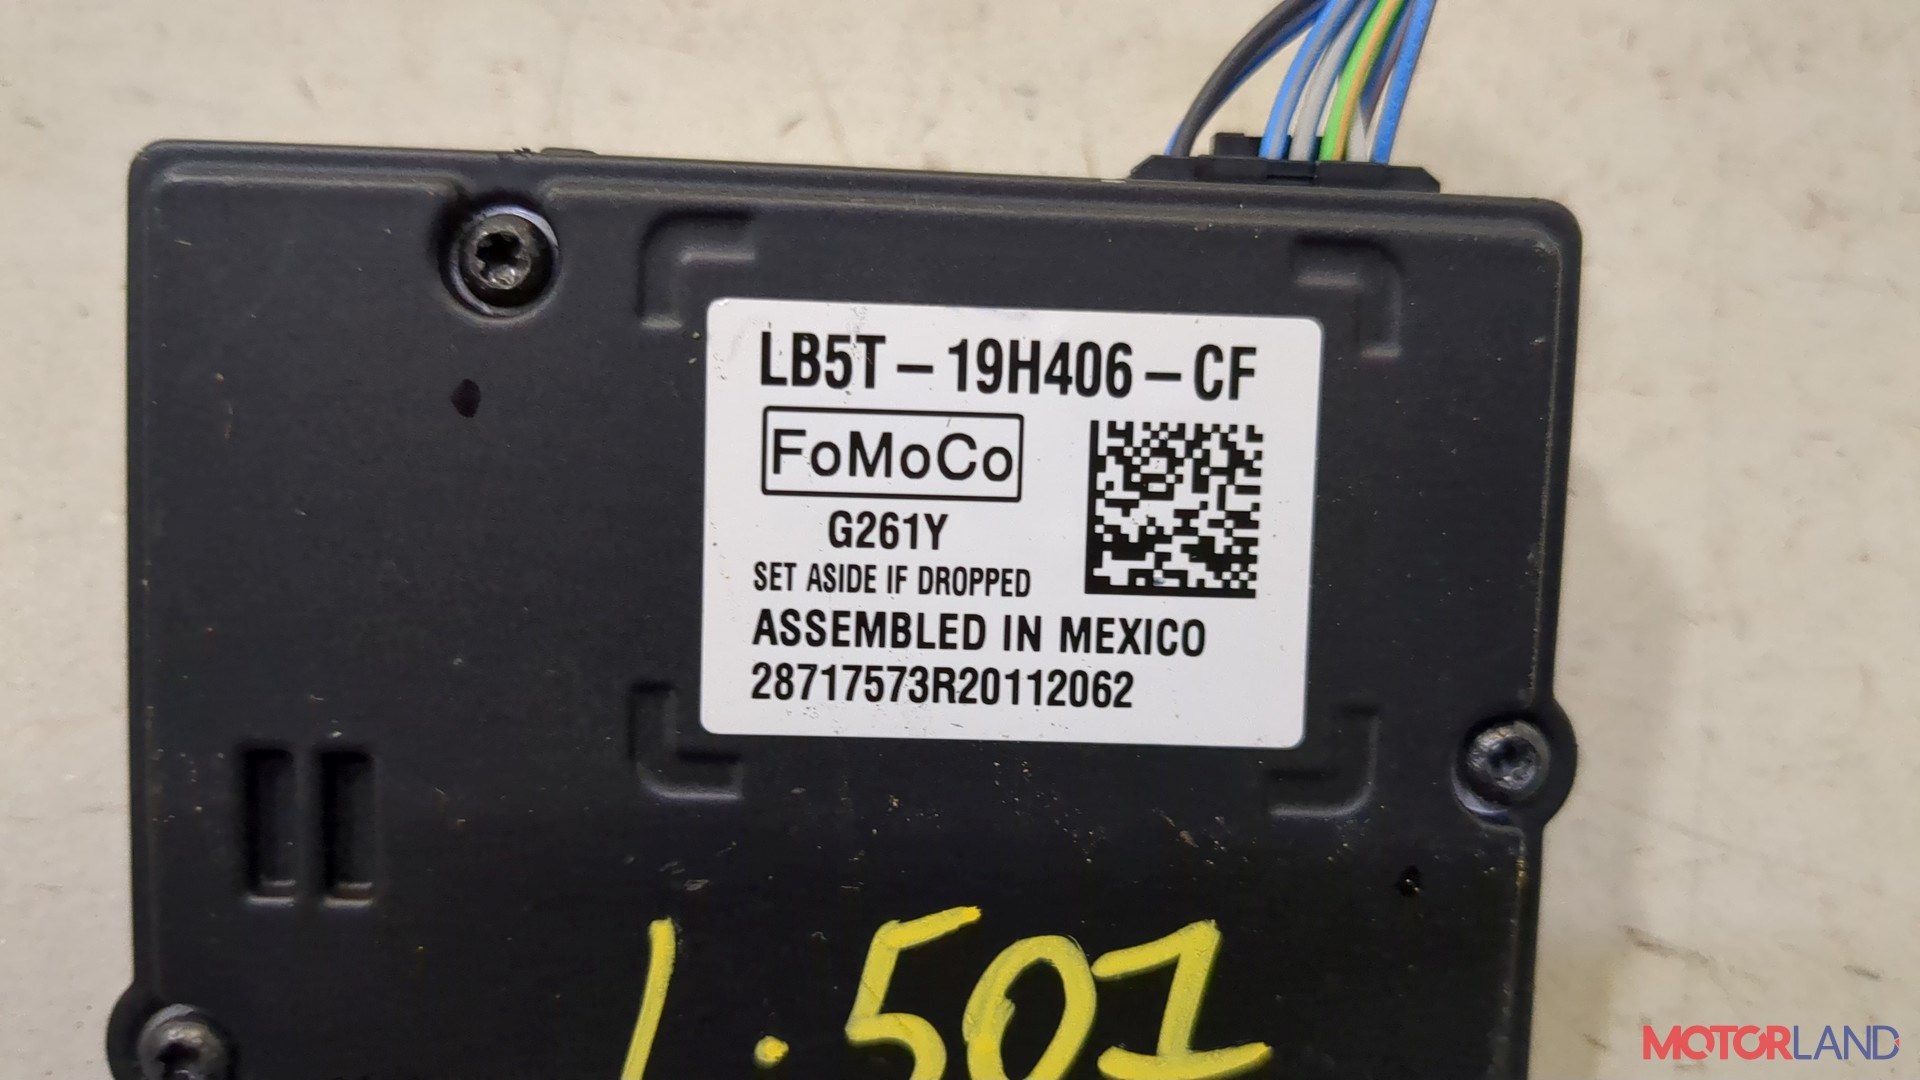 LB5T-19H406-CF
FoMoCo
G261Y
SET ASIDE IF DROPPED
ASSEMBLED IN MEXICO
28717573R20112062
1.501
MOTORLAND